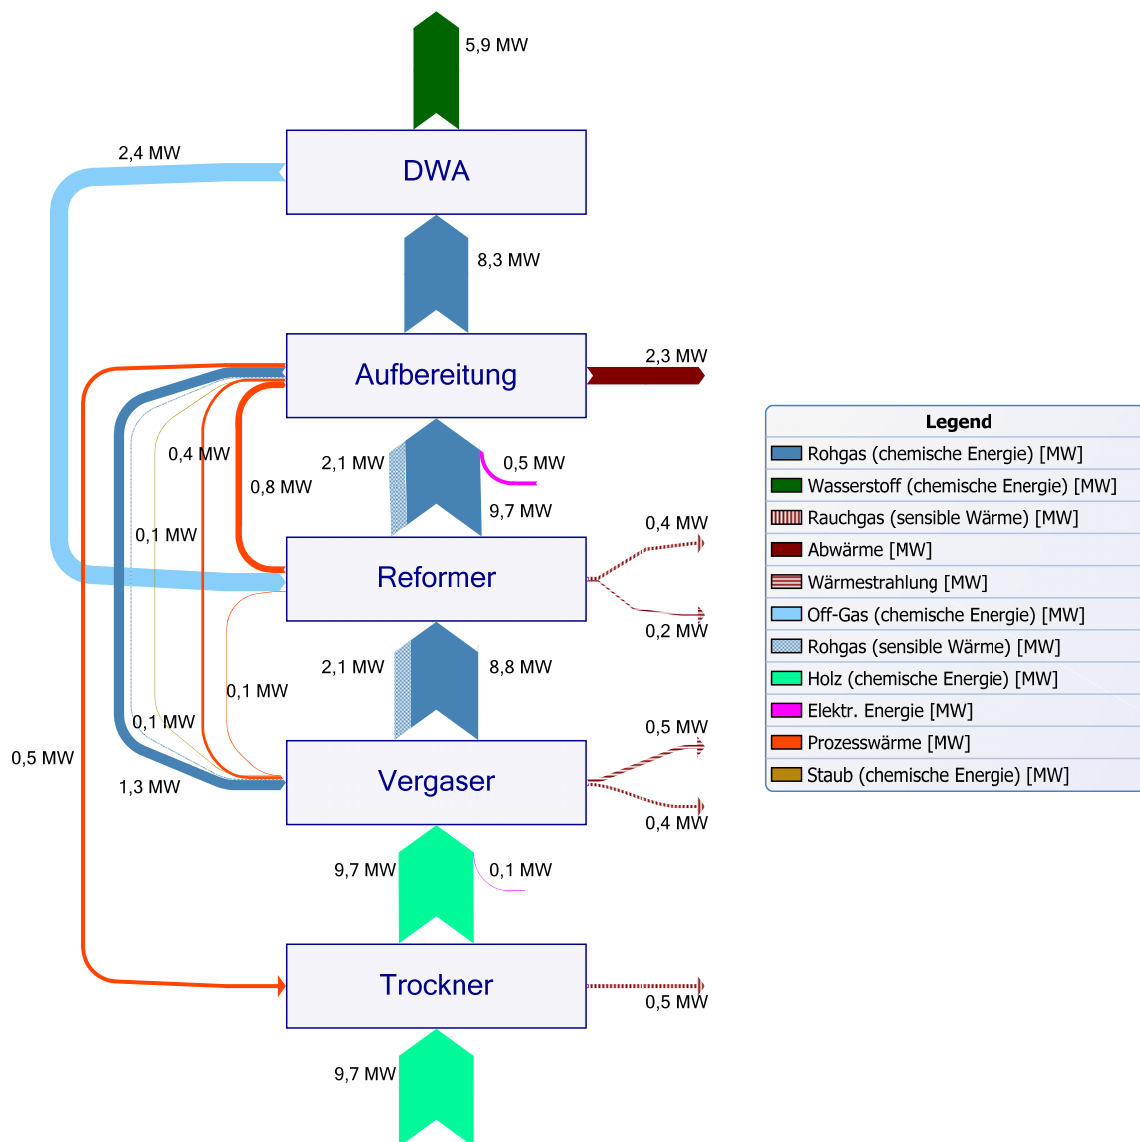 5,9 MW
2,4 MW
DWA
8,3 MW
2,3 MW
Aufbereitung
0,4 MW
2,1 MW
0,5 MW
0,8 MW
9,7 MW
0,1 MW
0,4 MW
Reformer
0,2 MW
2,1 MW
8,8 MW
0,1 MW
0,1 MW
0,5 MW
0,5 MW
1,3 MW
Vergaser
0,4 MW
9,7 MW
0,1 MW
Trockner
0,5 MW
9,7 MW
Legend
Rohgas (chemische Energie) [MW]
Wasserstoff (chemische Energie) [MW]
Rauchgas (sensible Wärme) [MW]
Abwärme [MW]
Wärmestrahlung [MW]
Off-Gas (chemische Energie) [MW]
Rohgas (sensible Wärme) [MW]
Holz (chemische Energie) [MW]
Elektr. Energie [MW]
Prozesswärme [MW]
Staub (chemische Energie) [MW]